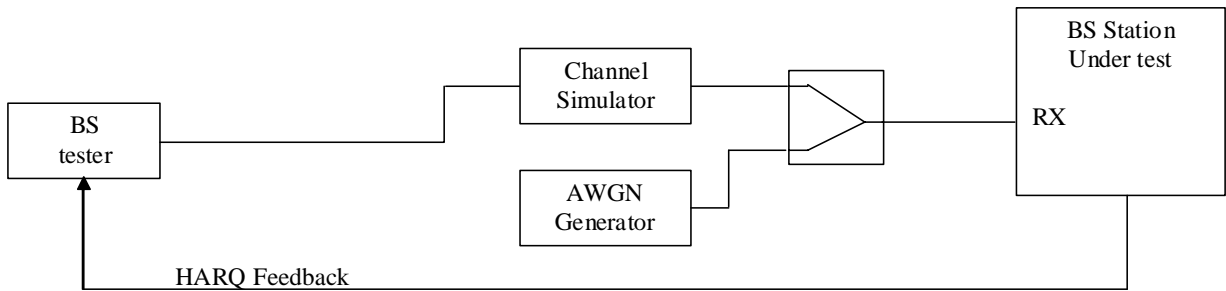 BS Station
Under test
Channel
Simulator
RX
BS
tester
AWGN
Generator
HARQ Feedback